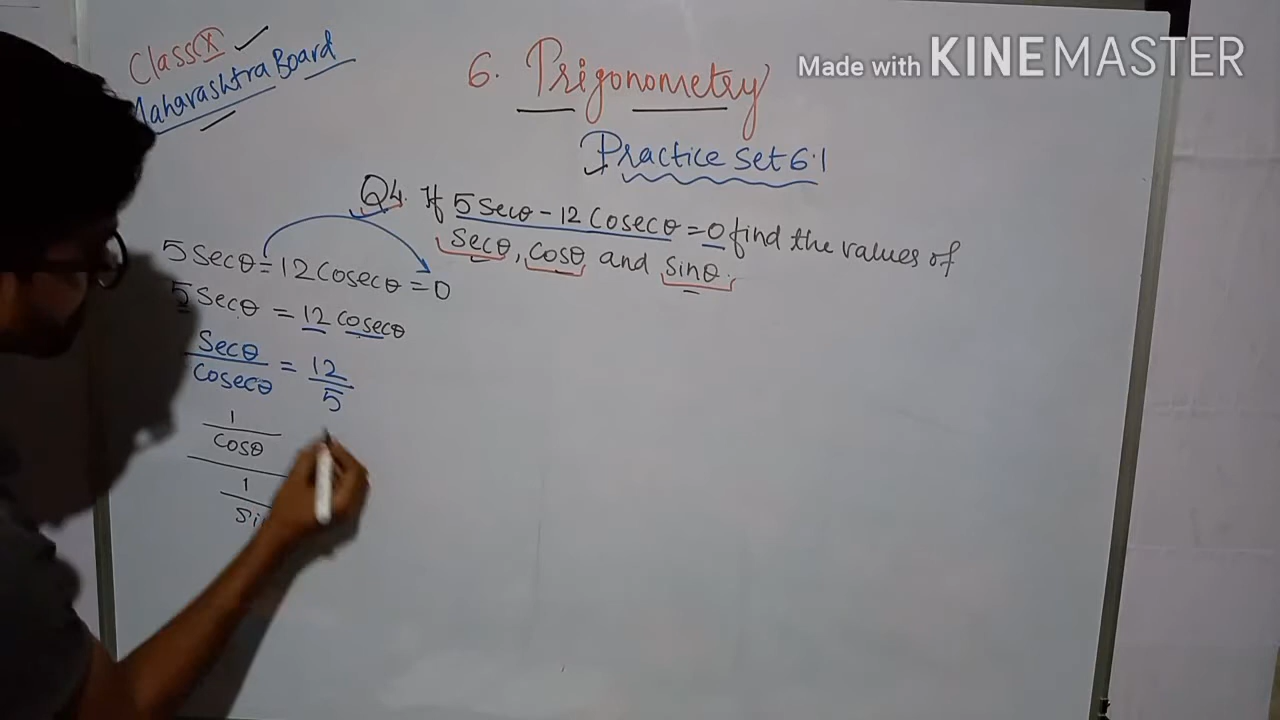 Class X
Maharashtra Board
Made with KINEMASTER
6. Trigonometry
Practice Set 6.1
Q4. If 5 Secθ - 12 Cosecθ = 0 find the values of
Secθ, Cosθ and sinθ.
5 Secθ = 12 Cosecθ = 0
5 Secθ = 12 Cosecθ
Secθ
Cosecθ
=
12
5
1
Cosθ
1